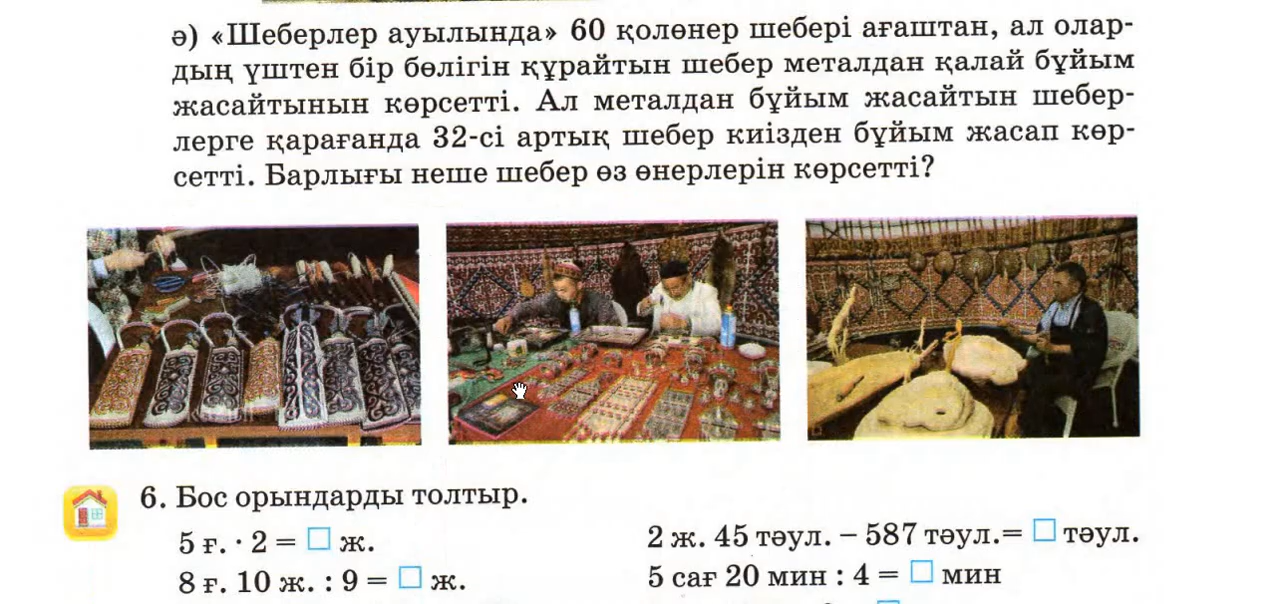 ә) «Шеберлер ауылында» 60 қолөнер шебері ағаштан, ал олар-
дың үштен бір бөлігін құрайтын шебер металдан қалай бұйым
жасайтынын көрсетті. Ал металдан бұйым жасайтын шебер-
лерге қарағанда 32-сі артық шебер киізден бұйым жасап көр-
сетті. Барлығы неше шебер өз өнерлерін көрсетті?
6. Бос орындарды толтыр.
5 ғ. · 2 = □ ж.
8 ғ. 10 ж. : 9 = □ ж.
2 ж. 45 тәул. – 587 тәул.= □ тәул.
5 сағ 20 мин : 4 = □ мин